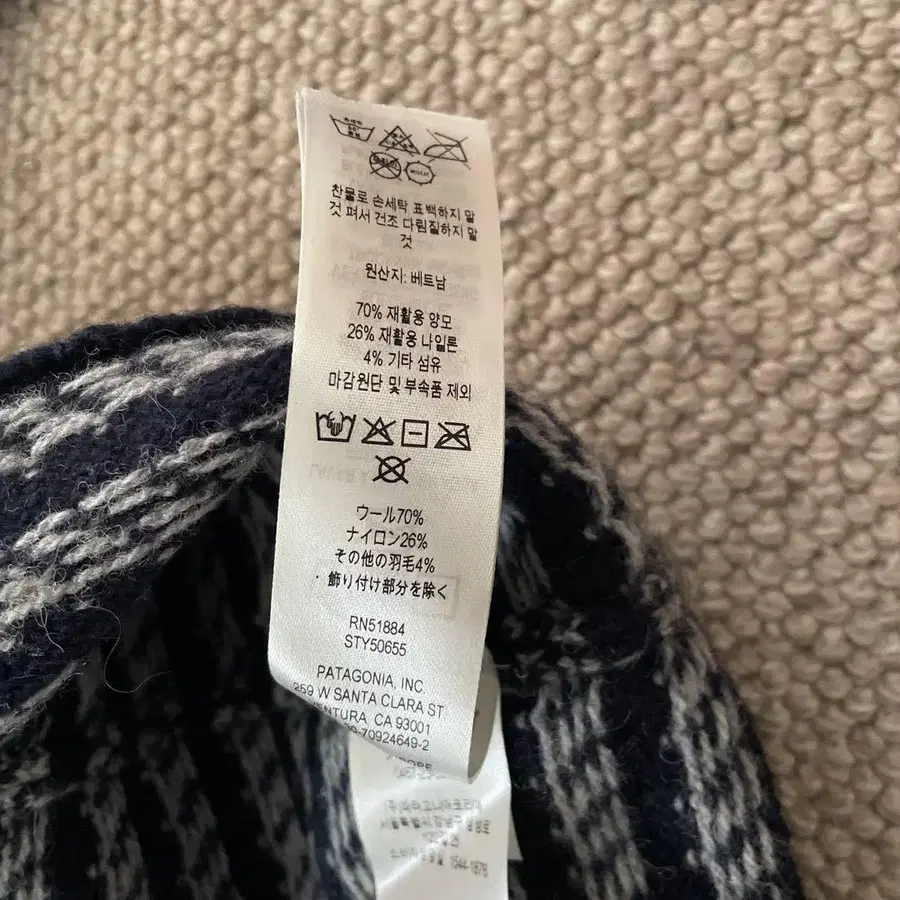 찬물로 손세탁 표백하지 말
것 펴서 건조 다림질하지 말
것
원산지: 베트남
70% 재활용 양모
26% 재활용 나일론
4% 기타 섬유
마감원단 및 부속품 제외
ウール70%
ナイロン26%
その他の羽毛4%
飾り付け部分を除く
RN51884
STY50655
PATAGONIA, INC.
259 W SANTA CLARA ST
VENTURA, CA 93001
-70924649-2
1544-1876